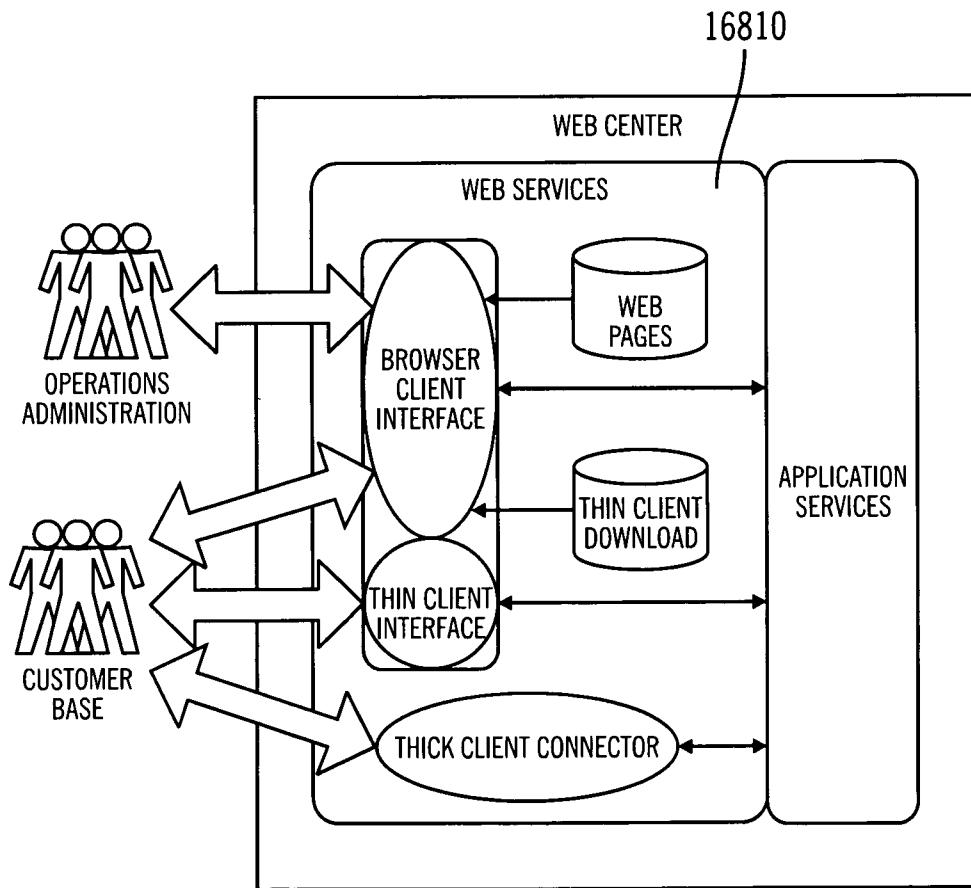 16810
WEB CENTER
WEB SERVICES
OPERATIONS
ADMINISTRATION
BROWSER
CLIENT
INTERFACE
WEB
PAGES
THIN CLIENT
DOWNLOAD
APPLICATION
SERVICES
CUSTOMER
BASE
THIN CLIENT
INTERFACE
THICK CLIENT CONNECTOR